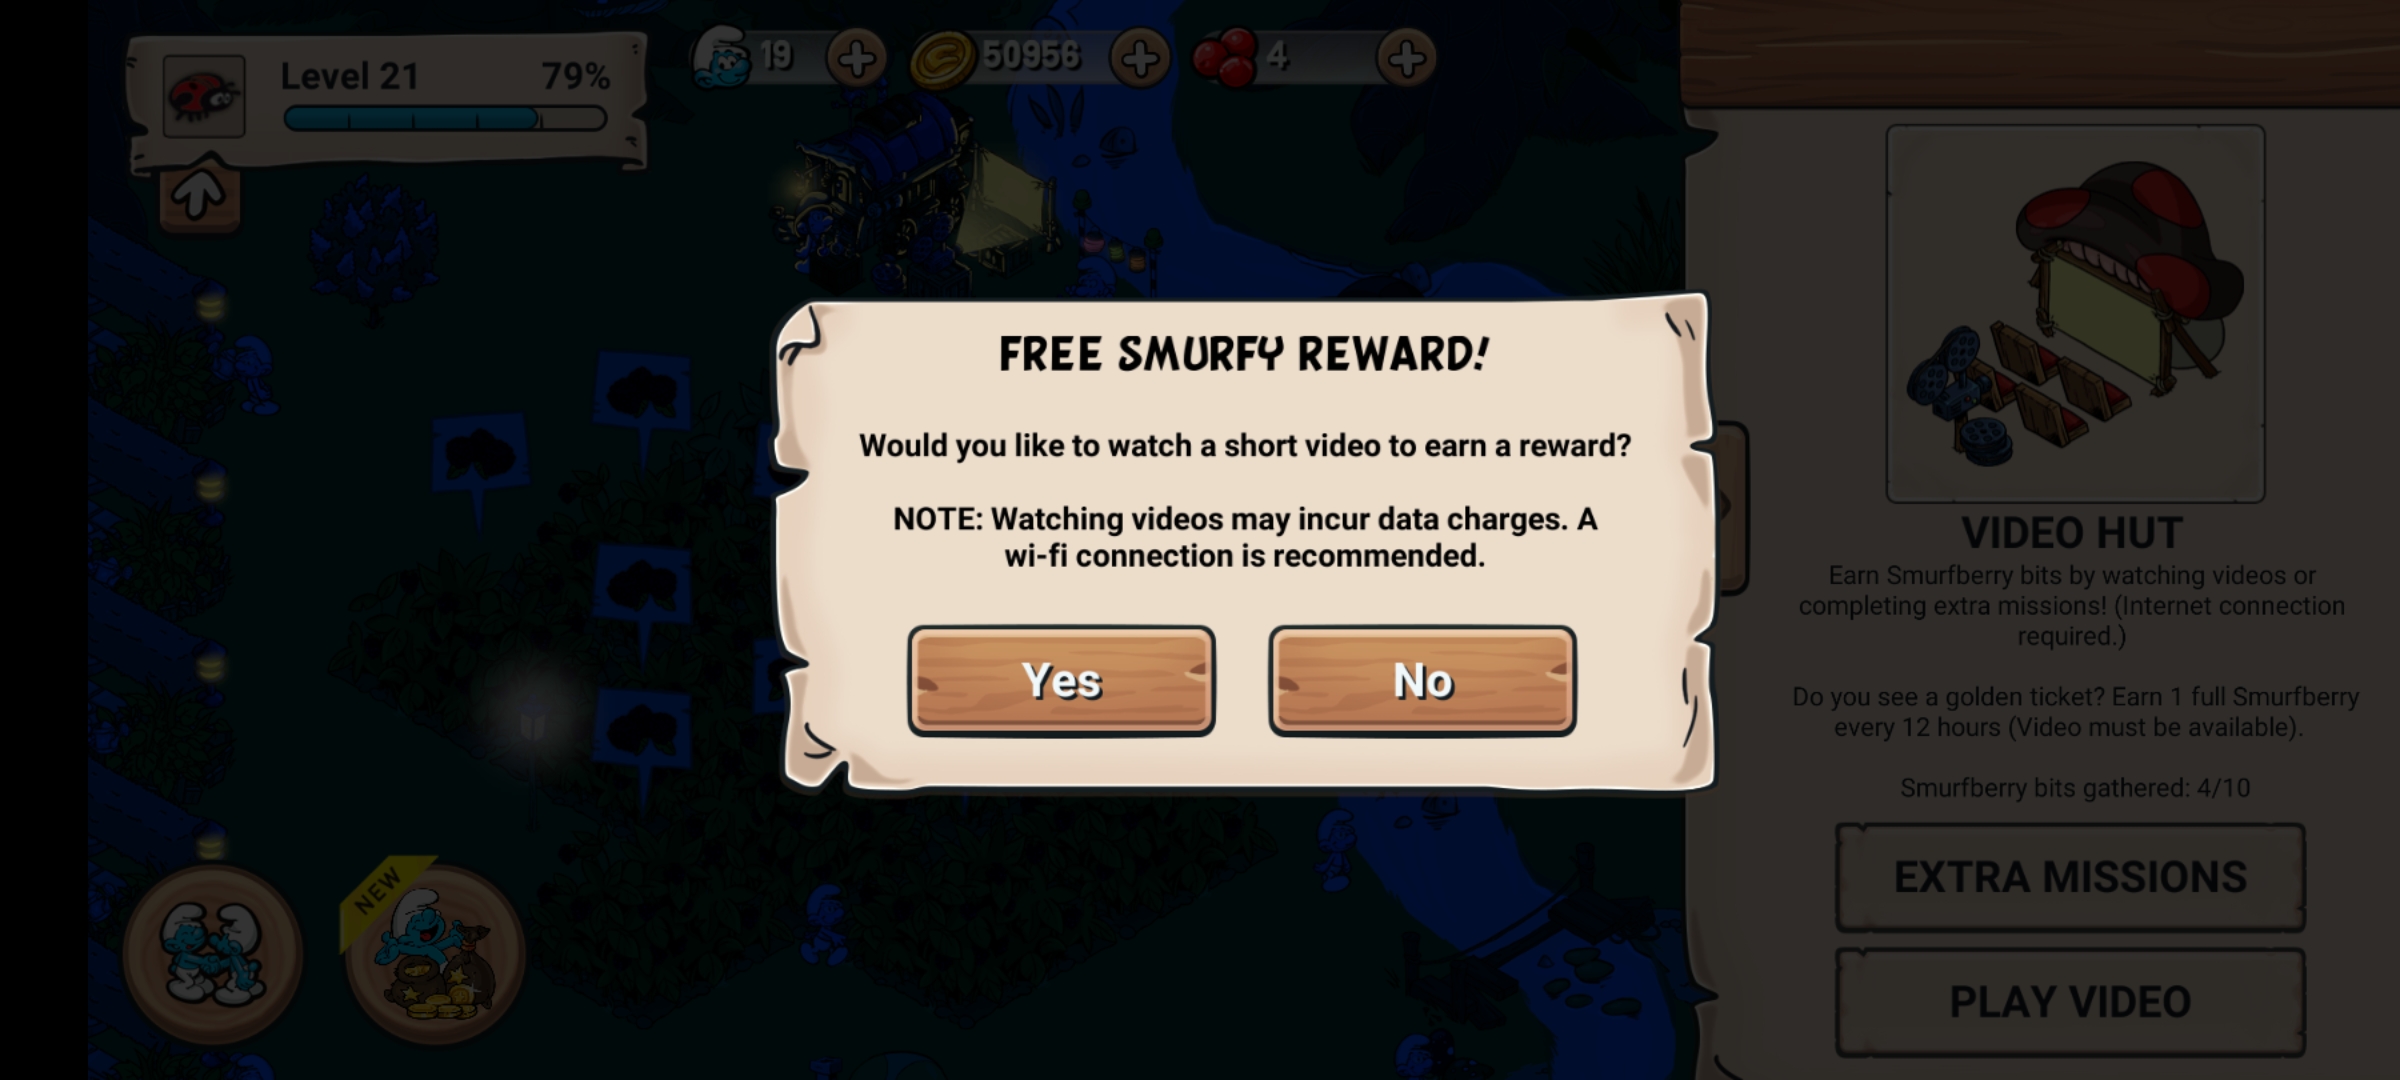 Level 21
79%
19
50956
4
FREE SMURFY REWARD!
Would you like to watch a short video to earn a reward?
NOTE: Watching videos may incur data charges. A
wi-fi connection is recommended.
Yes
No
VIDEO HUT
Earn Smurfberry bits by watching videos or
completing extra missions! (Internet connection
required.)
Do you see a golden ticket? Earn 1 full Smurfberry
every 12 hours (Video must be available).
Smurfberry bits gathered: 4/10
EXTRA MISSIONS
PLAY VIDEO
NEW